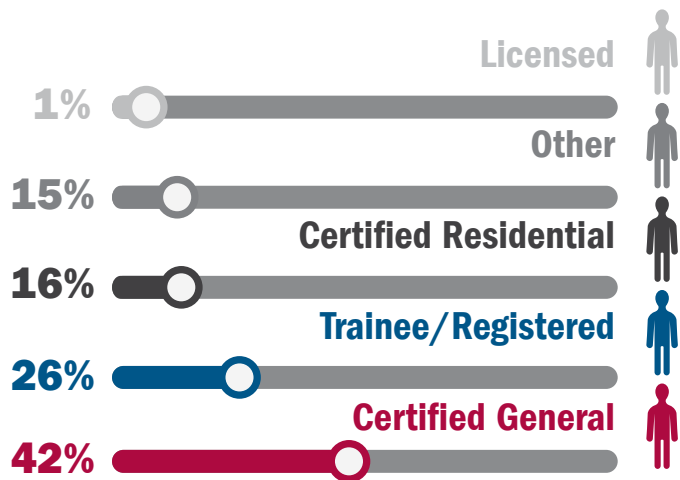 Licensed
1%
Other
15%
Certified Residential
16%
Trainee/Registered
26%
Certified General
42%